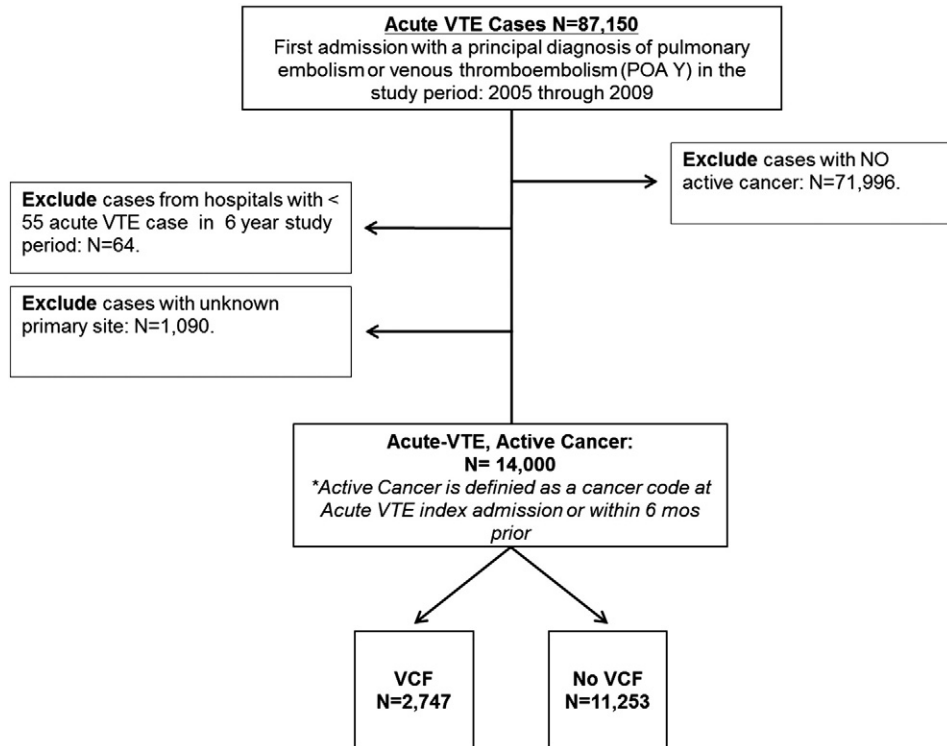 Acute VTE Cases N=87,150
First admission with a principal diagnosis of pulmonary
embolism or venous thromboembolism (POA Y) in the
study period: 2005 through 2009
Exclude cases with NO
active cancer: N=71,996.
Exclude cases from hospitals with <
55 acute VTE case in 6 year study
period: N=64.
Exclude cases with unknown
primary site: N=1,090.
Acute-VTE, Active Cancer:
N= 14,000
*Active Cancer is definied as a cancer code at
Acute VTE index admission or within 6 mos
prior
VCF
N=2,747
No VCF
N=11,253